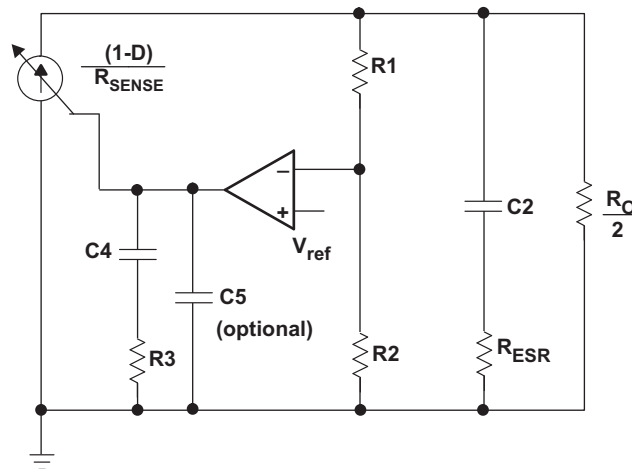 (1-D)
R_SENSE
R1
C2
R_O
2
−
+
V_ref
C4
C5
(optional)
R3
R2
R_ESR